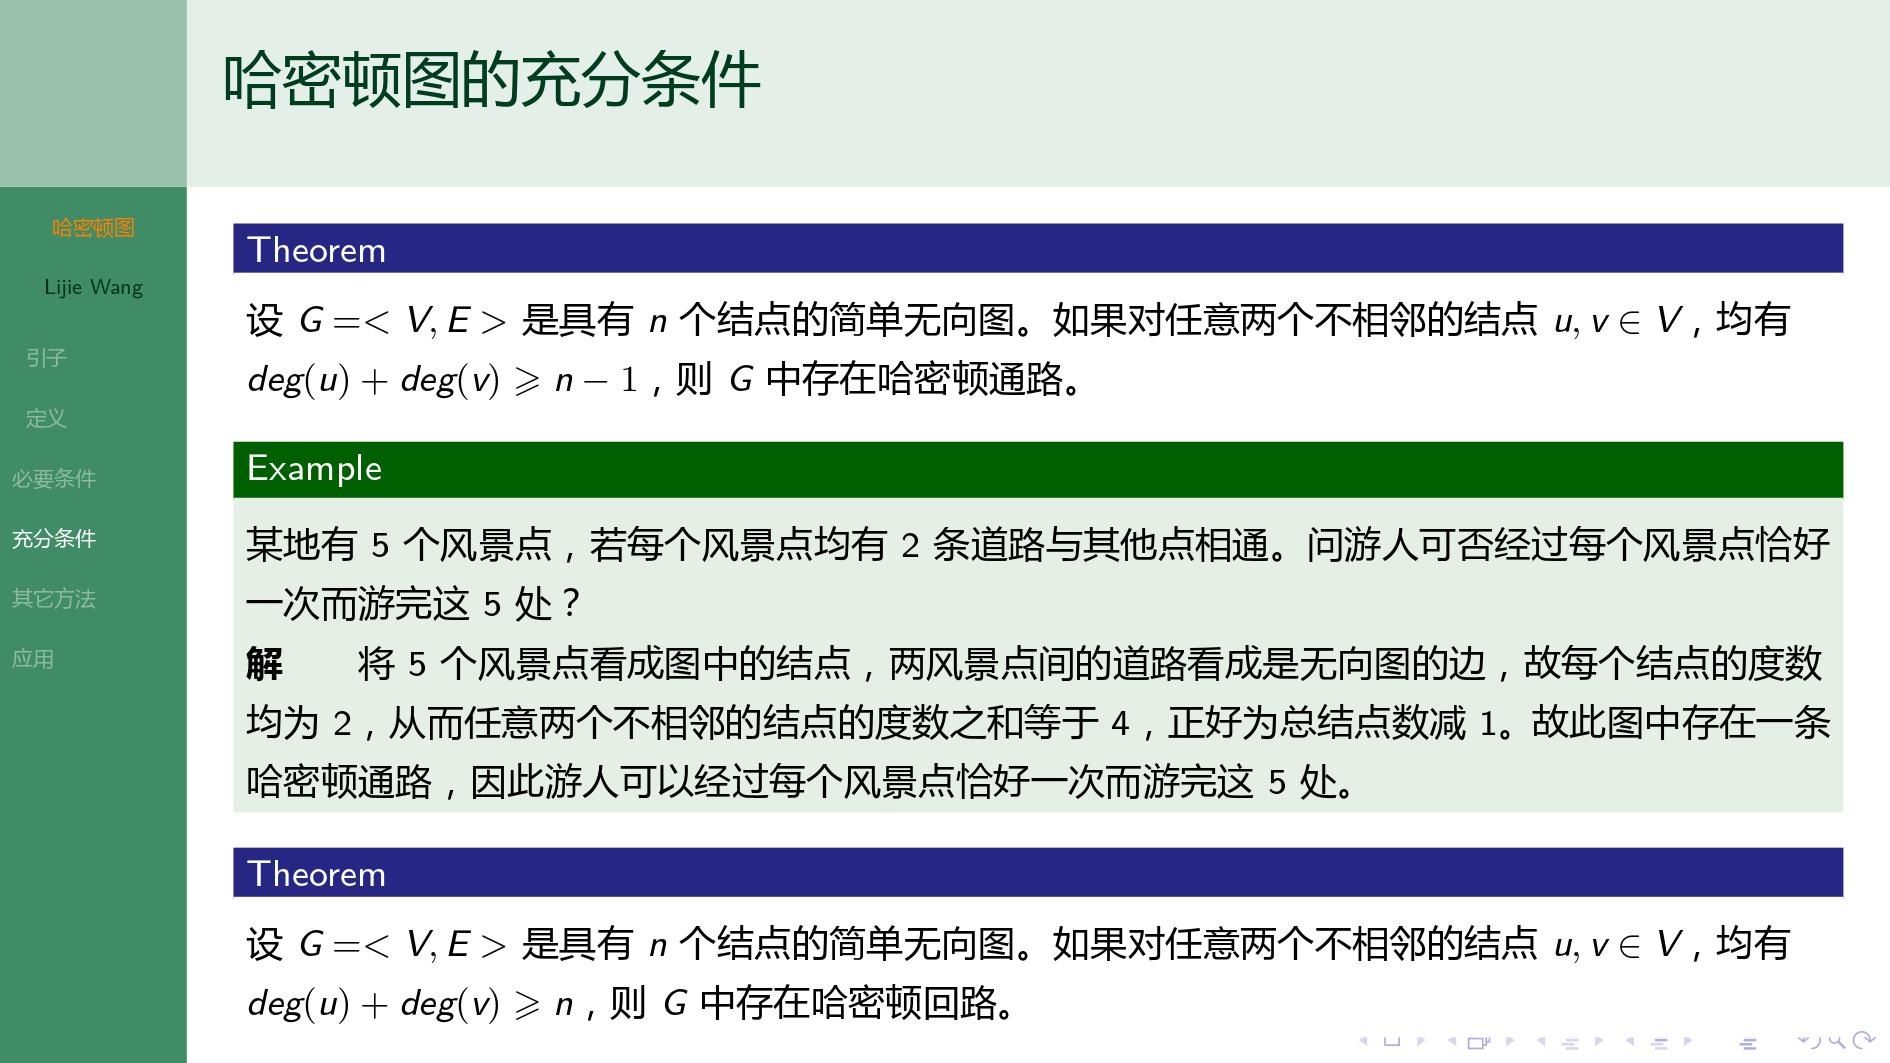 哈密顿图的充分条件
哈密顿图
Lijie Wang
引子
定义
必要条件
充分条件
其它方法
应用
Theorem
设 G =< V, E > 是具有 n 个结点的简单无向图。如果对任意两个不相邻的结点 u, v ∈ V，均有
deg(u) + deg(v) ⩾ n − 1，则 G 中存在哈密顿通路。
Example
某地有 5 个风景点，若每个风景点均有 2 条道路与其他点相通。问游人可否经过每个风景点恰好
一次而游完这 5 处？
解　　将 5 个风景点看成图中的结点，两风景点间的道路看成是无向图的边，故每个结点的度数
均为 2，从而任意两个不相邻的结点的度数之和等于 4，正好为总结点数减 1。故此图中存在一条
哈密顿通路，因此游人可以经过每个风景点恰好一次而游完这 5 处。
Theorem
设 G =< V, E > 是具有 n 个结点的简单无向图。如果对任意两个不相邻的结点 u, v ∈ V，均有
deg(u) + deg(v) ⩾ n，则 G 中存在哈密顿回路。